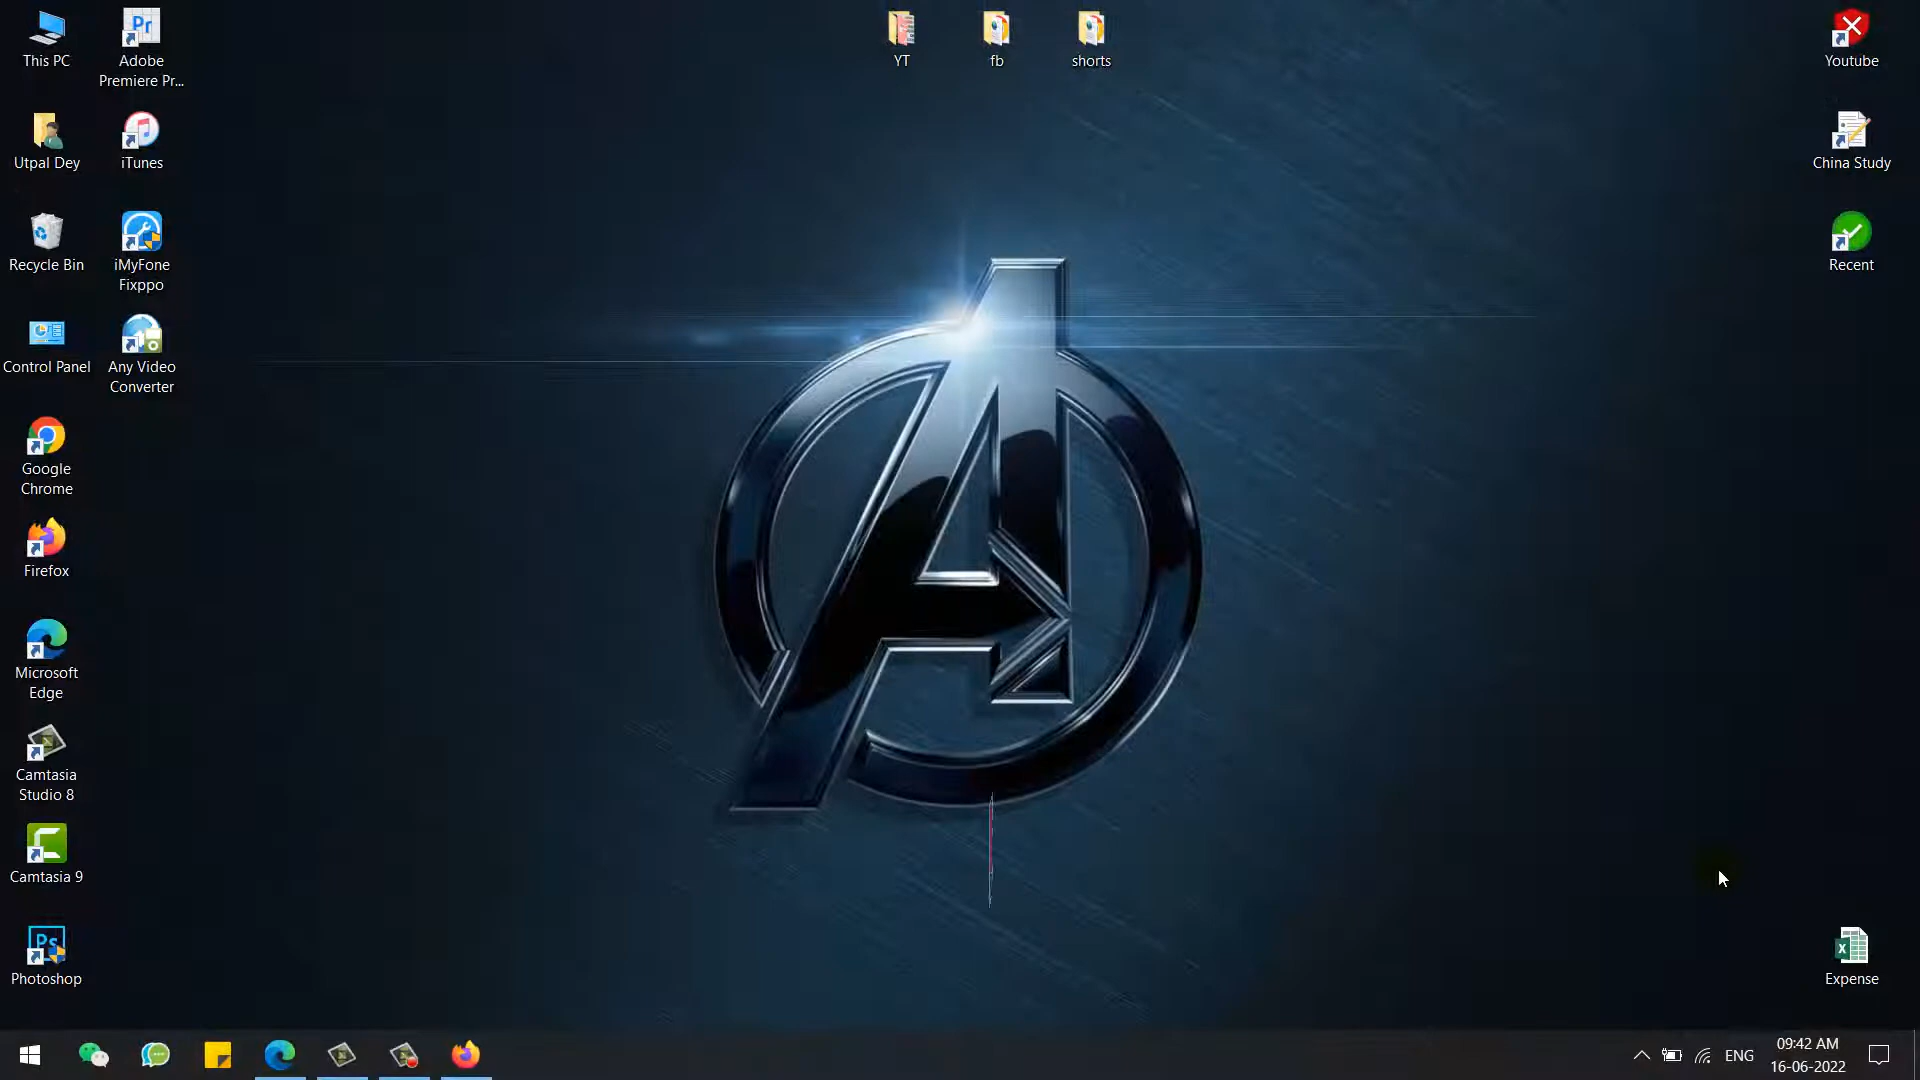 This PC
Adobe
Premiere Pr...
YT
fb
shorts
Youtube
Utpal Dey
iTunes
China Study
Recycle Bin
iMyFone
Fixppo
Recent
Control Panel
Any Video
Converter
Google
Chrome
Firefox
Microsoft
Edge
Camtasia
Studio 8
Camtasia 9
Photoshop
Expense
ENG
09:42 AM
16-06-2022